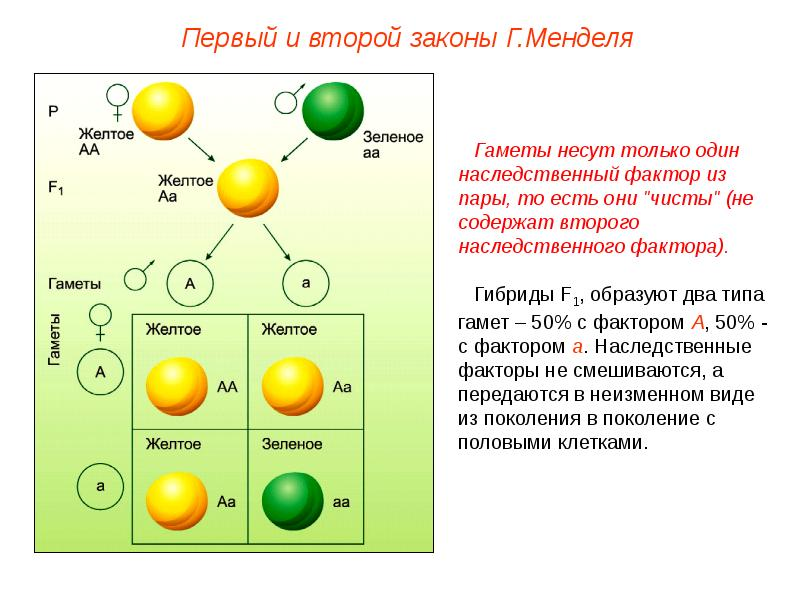 Первый и второй законы Г.Менделя
P
Желтое
AA
Зеленое
aa
F1
Желтое
Aa
Гаметы
A
a
Гаметы
Желтое
Желтое
A
AA
Aa
Желтое
Зеленое
a
Aa
aa
Гаметы несут только один
наследственный фактор из
пары, то есть они "чисты" (не
содержат второго
наследственного фактора).
Гибриды F1, образуют два типа
гамет – 50% с фактором А, 50% -
с фактором а. Наследственные
факторы не смешиваются, а
передаются в неизменном виде
из поколения в поколение с
половыми клетками.